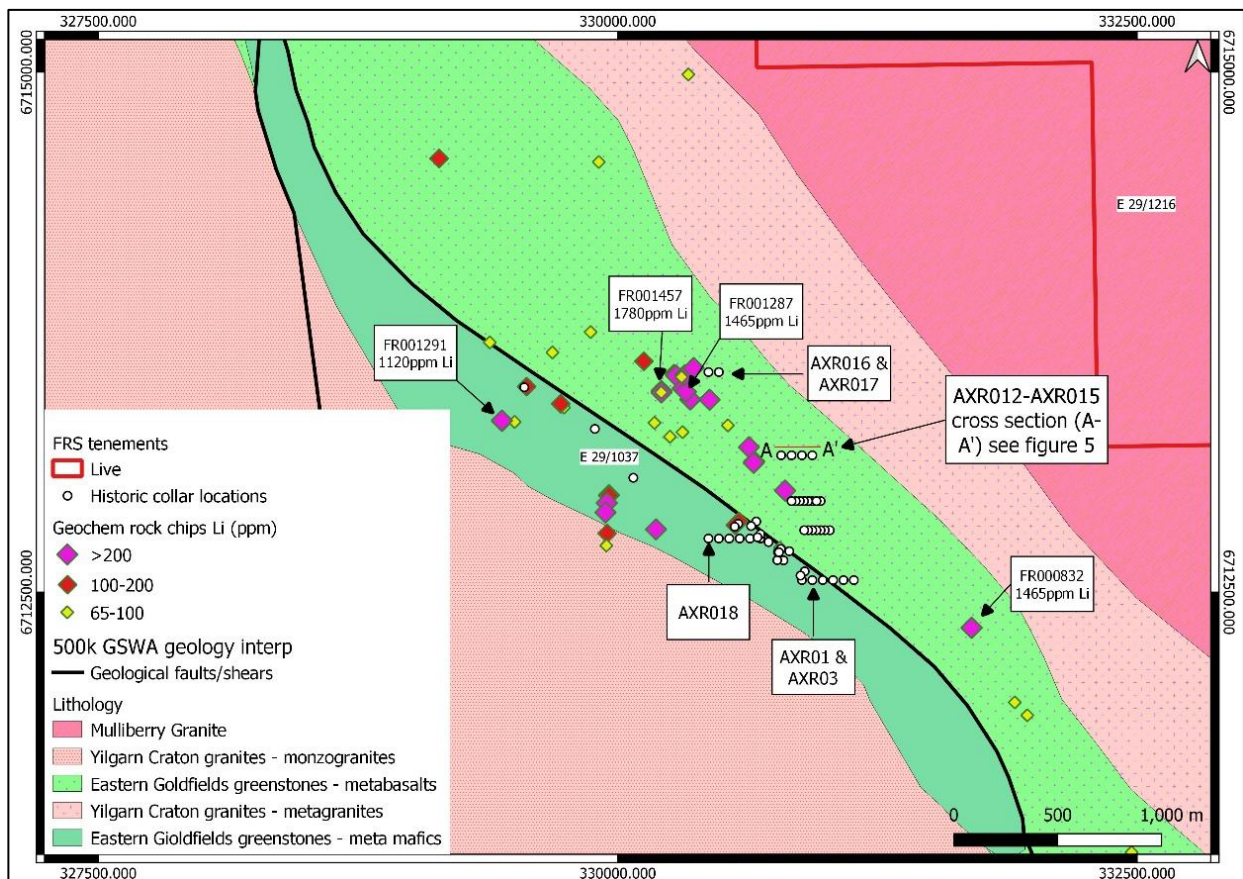 327500.000
330000.000
332500.000
6715000.000
6715000.000
E 29/1216
FR001457
1780ppm Li
FR001287
1465ppm Li
FR001291
1120ppm Li
AXR016 &
AXR017
AXR012-AXR015
cross section (A-
A') see figure 5
A
A'
E 29/1037
FRS tenements
Live
Historic collar locations
Geochem rock chips Li (ppm)
>200
100-200
65-100
500k GSWA geology interp
Geological faults/shears
Lithology
Mulliberry Granite
Yilgarn Craton granites - monzogranites
Eastern Goldfields greenstones - metabasalts
Yilgarn Craton granites - metagranites
Eastern Gioldfields greenstones - meta mafics
6712500.000
6712500.000
FR000832
1465ppm Li
AXR018
AXR01 &
AXR03
0
500
1,000 m
327500.000
330000.000
332500.000